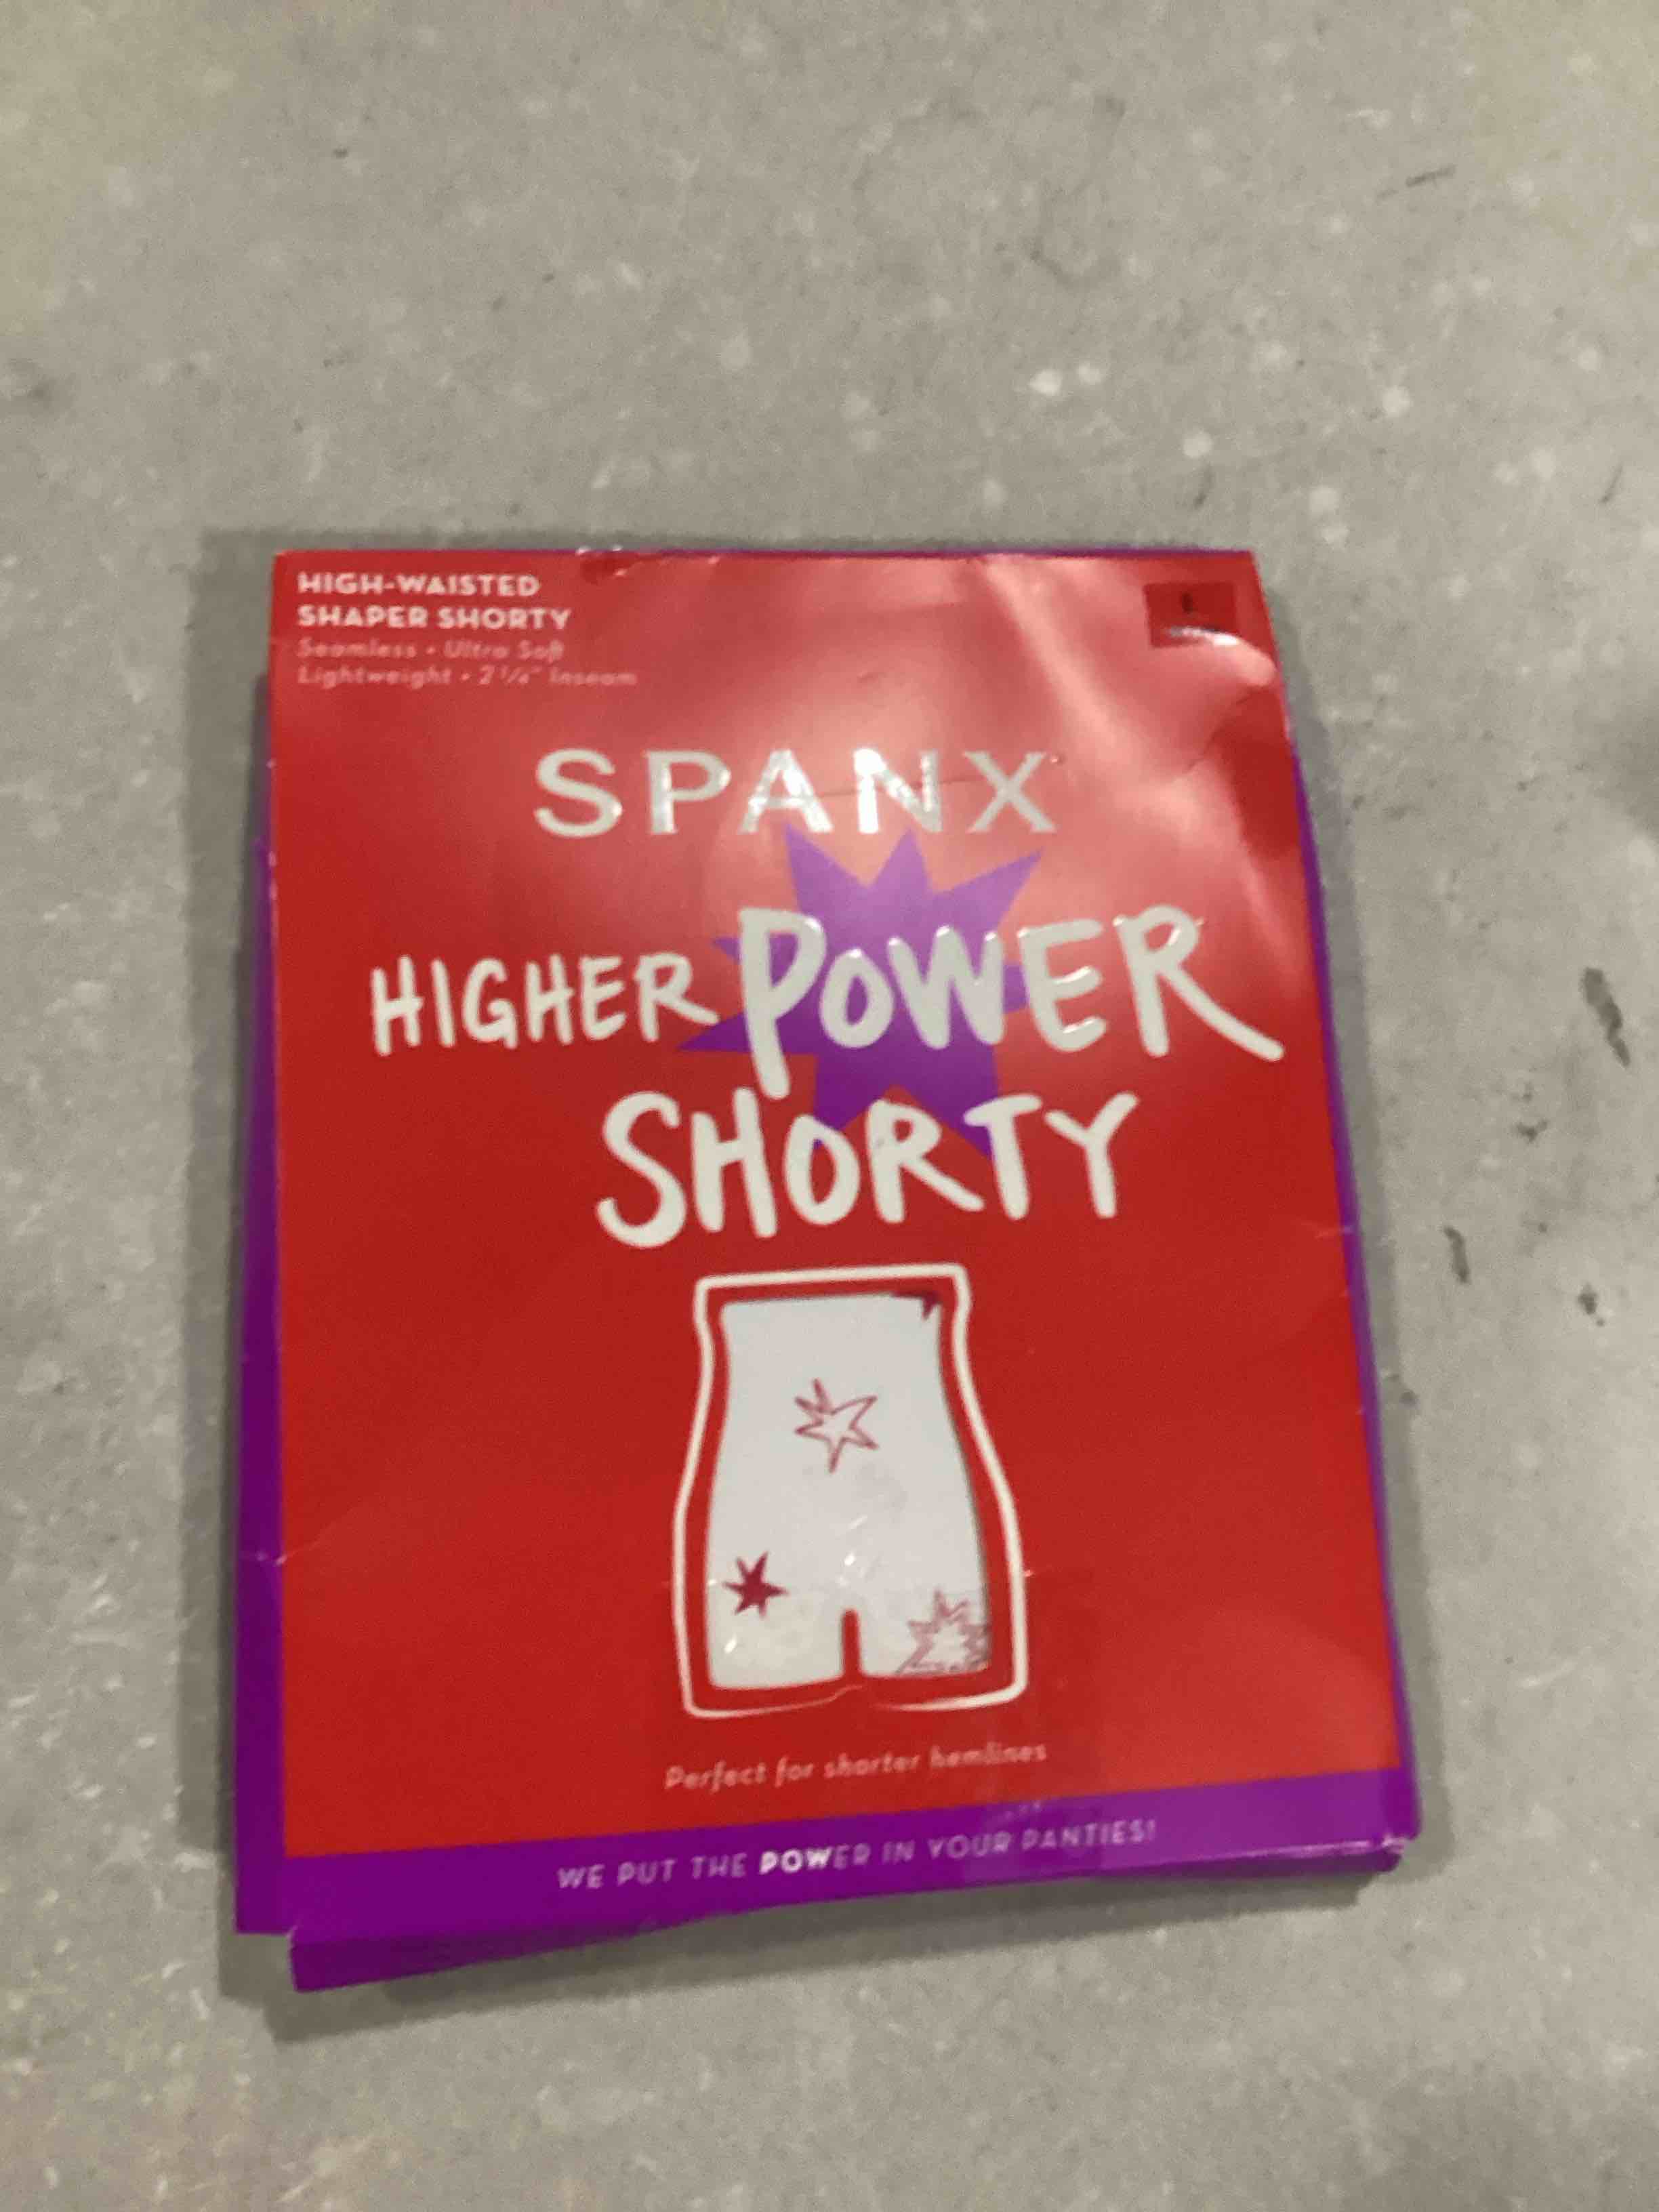 HIGH-WAISTED
SHAPER SHORTY
Seamless • Ultra Soft
Lightweight • 2 1/4" Inseam
SPANX
HIGHER POWER
SHORTY
Perfect for shorter hemlines
WE PUT THE POWER IN YOUR PANTIES!